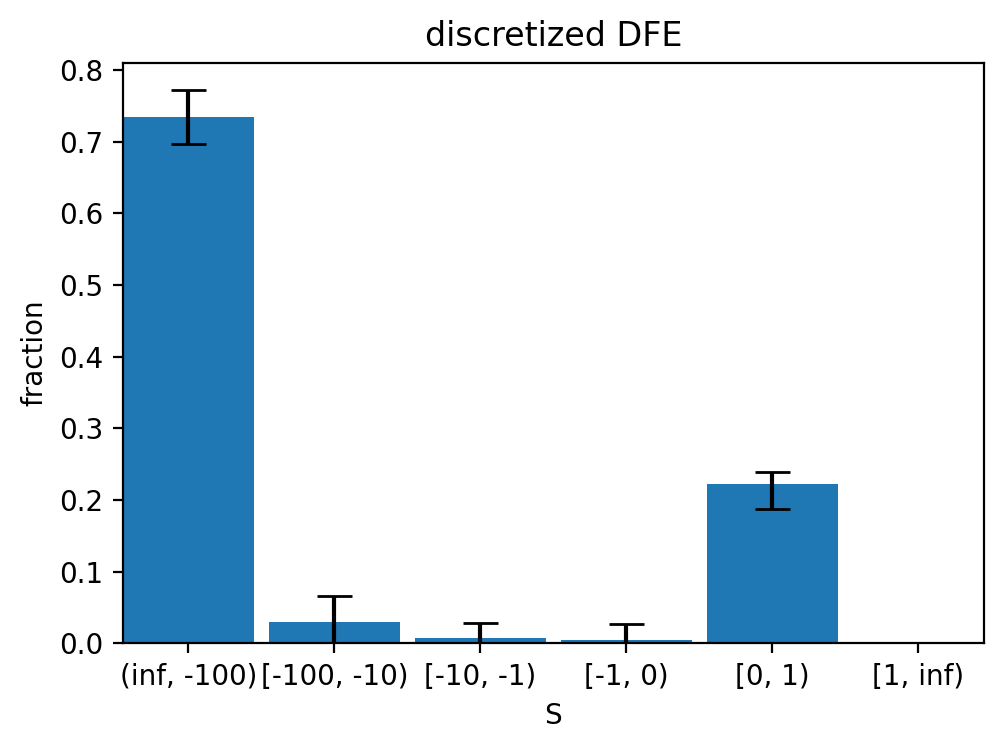 discretized DFE
0.8
0.7
0.6
0.5
0.4
0.3
0.2
0.1
0.0
fraction
(inf, -100) [-100, -10) [-10, -1) [-1, 0) [0, 1) [1, inf)
S